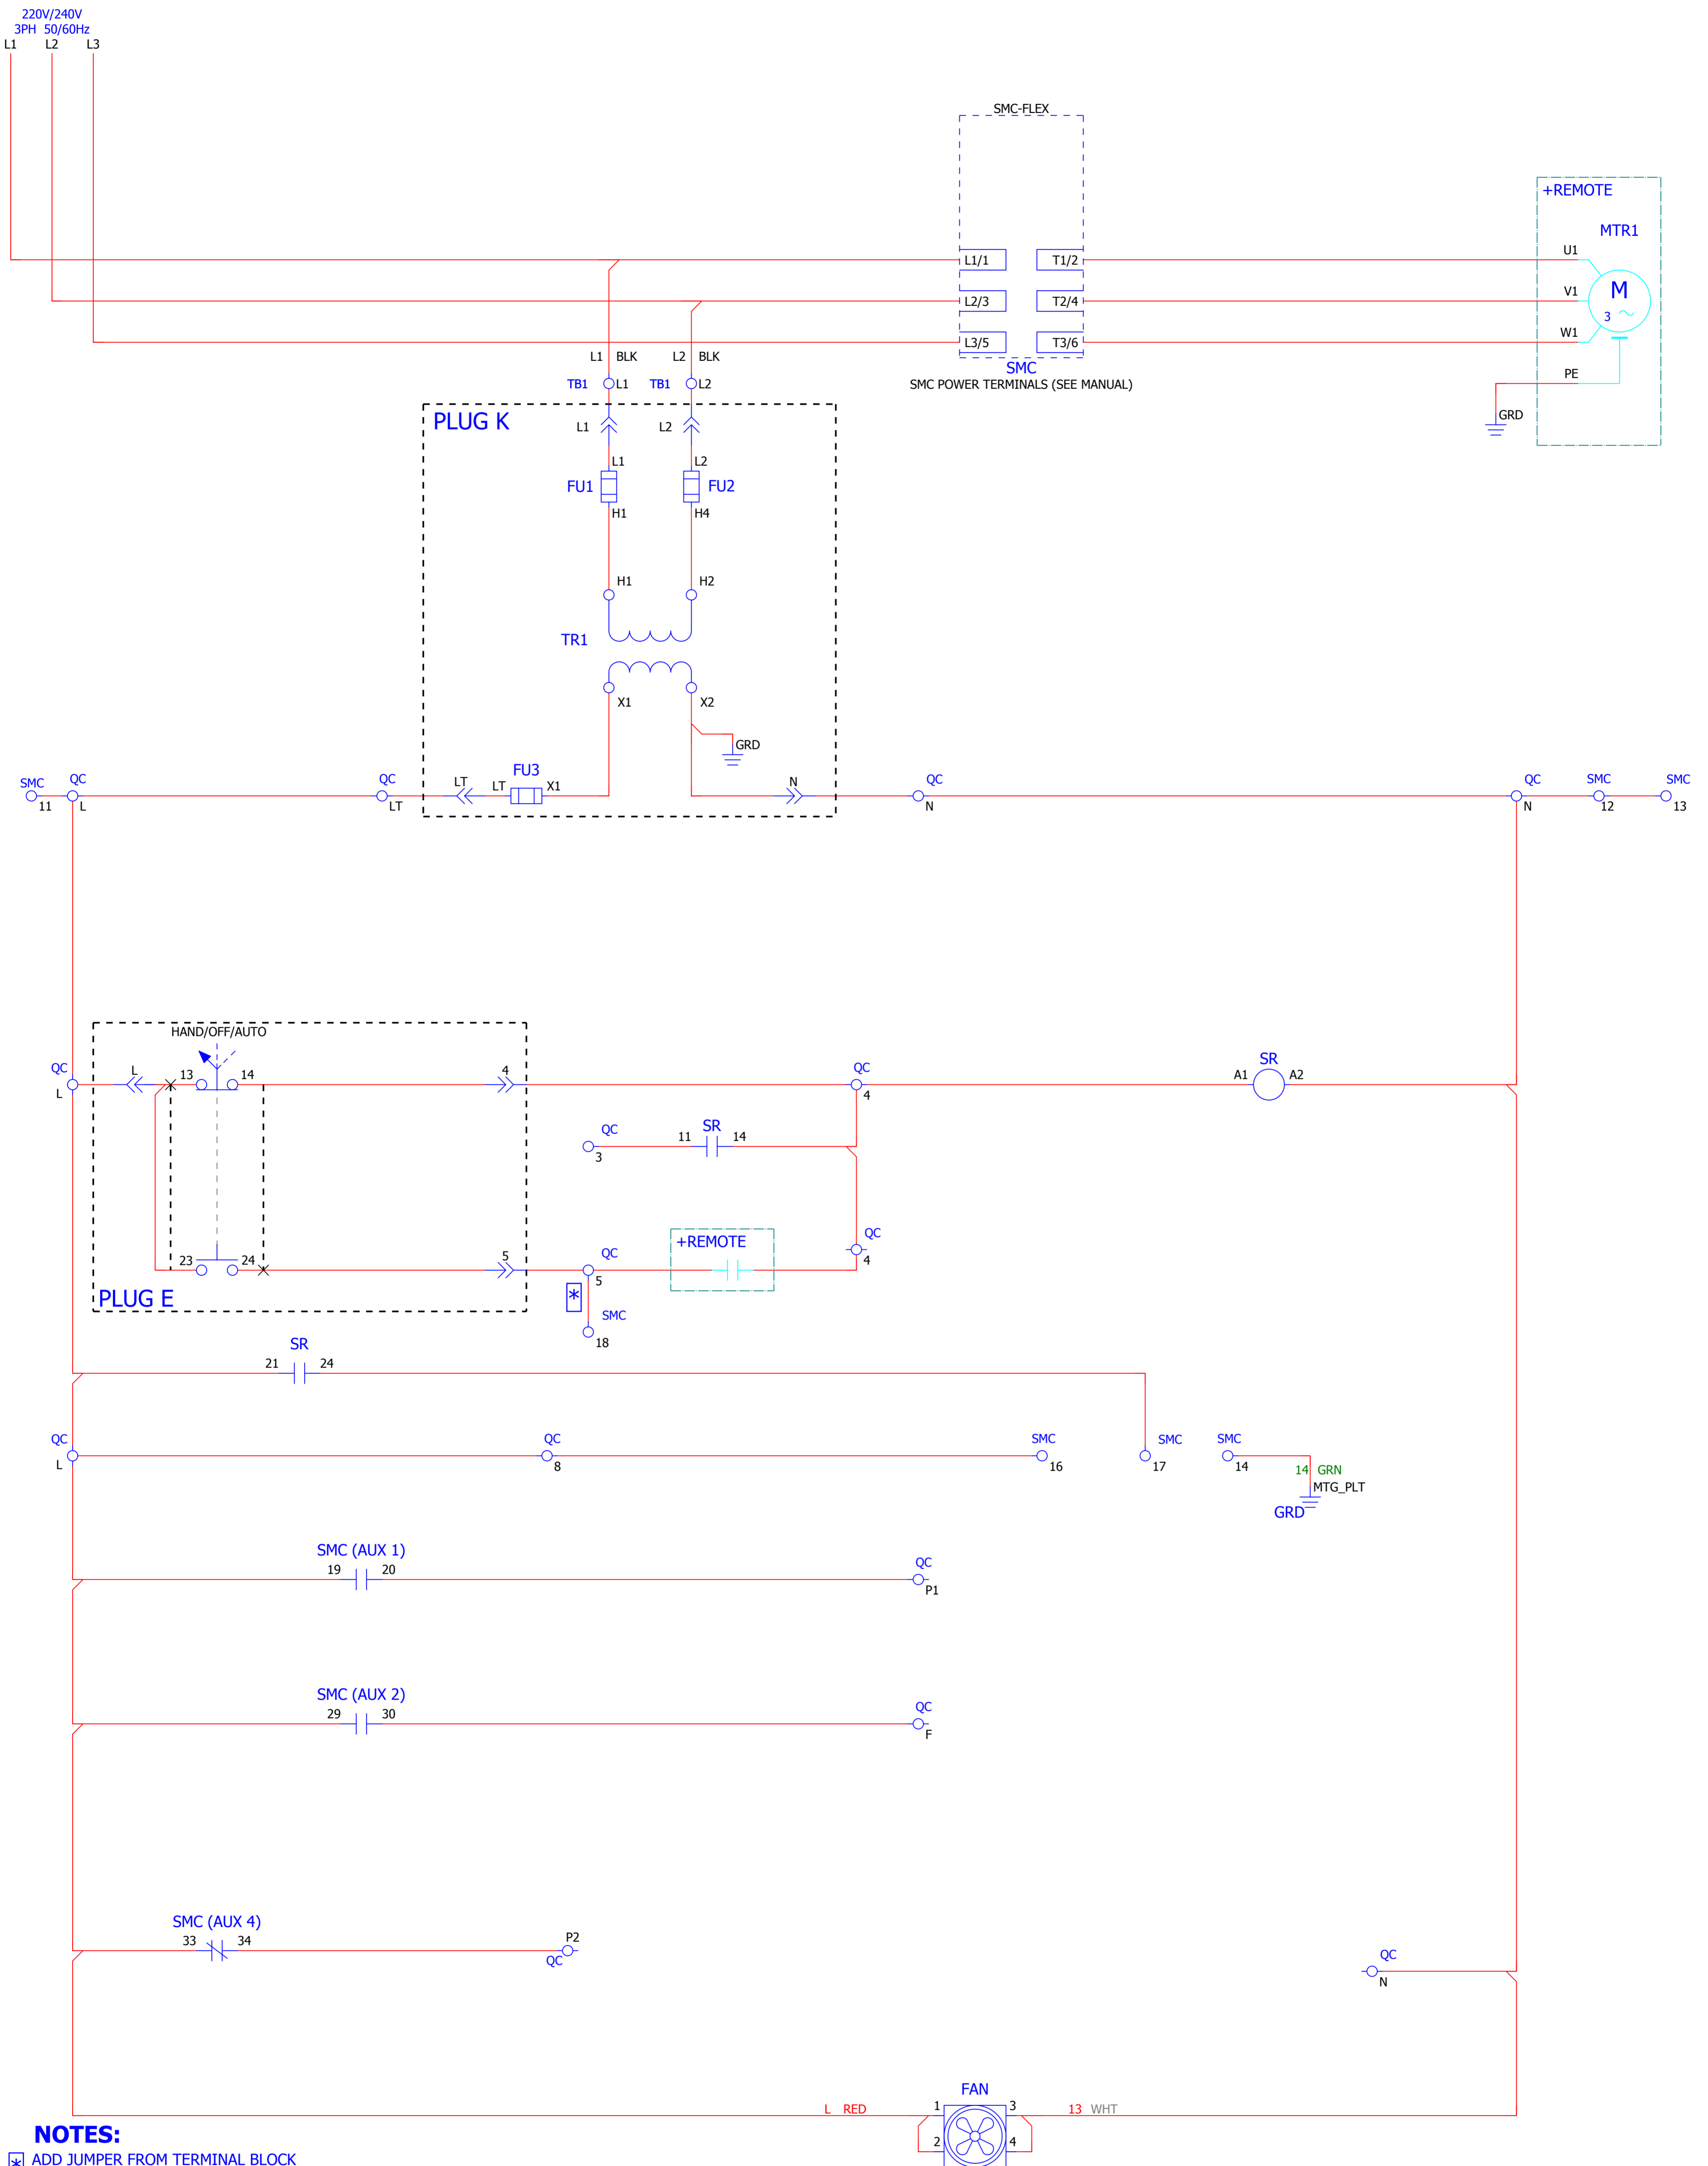 220V/240V
3PH 50/60Hz
L1 L2 L3
SMC-FLEX
+REMOTE
MTR1
L1/1 T1/2 U1
L2/3 T2/4 V1 M
3
L3/5 T3/6 W1
SMC
SMC POWER TERMINALS (SEE MANUAL)
PE
GRD
L1 BLK L2 BLK
TB1 L1 TB1 L2
PLUG K
L1 L2
L1 L2
FU1 FU2
H1 H4
H1 H2
TR1
X1 X2
GRD
SMC QC QC LT LT FU3 X1 N QC QC SMC SMC
11 L LT N N 12 13
HAND/OFF/AUTO
QC L 13 14 4 QC A1 SR A2
L 4
QC 11 SR 14
3
23 24 5 QC +REMOTE QC
5 4
PLUG E
*
SMC
18
SR
21 24
QC QC SMC SMC SMC
L 8 16 17 14
14 GRN
MTG_PLT
GRD
SMC (AUX 1)
19 20 QC
P1
SMC (AUX 2)
29 30 QC
F
SMC (AUX 4)
33 34 P2
QC
QC
N
FAN
L RED 1 3 13 WHT
2 4
NOTES:
* ADD JUMPER FROM TERMINAL BLOCK